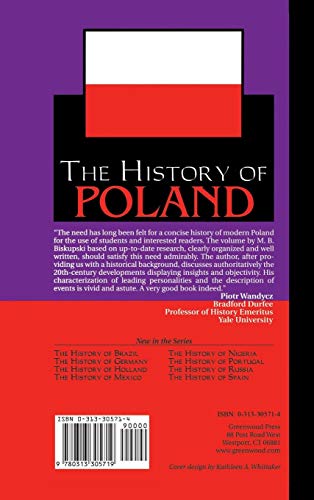 THE HISTORY OF
POLAND
"The need has long been felt for a concise history of modern Poland
for the use of students and interested readers. The volume by M. B.
Biskupski based on up-to-date research, clearly organized and well
written, should satisfy this need admirably. The author, after pro-
viding us with a historical background, discusses authoritatively the
20th-century developments displaying insights and objectivity. His
characterization of leading personalities and the description of
events is vivid and astute. A very good book indeed."
Piotr Wandycz
Bradford Durfee
Professor of History Emeritus
Yale University
New in the Series
THE HISTORY OF BRAZIL
THE HISTORY OF GERMANY
THE HISTORY OF HOLLAND
THE HISTORY OF MEXICO
THE HISTORY OF NIGERIA
THE HISTORY OF PORTUGAL
THE HISTORY OF RUSSIA
THE HISTORY OF SPAIN
ISBN 0-313-30571-4
90000
9 780313 305719
ISBN: 0-313-30571-4
Greenwood Press
88 Post Road West
Westport, CT 06881
www.greenwood.com
Cover design by Kathleen A. Whittaker